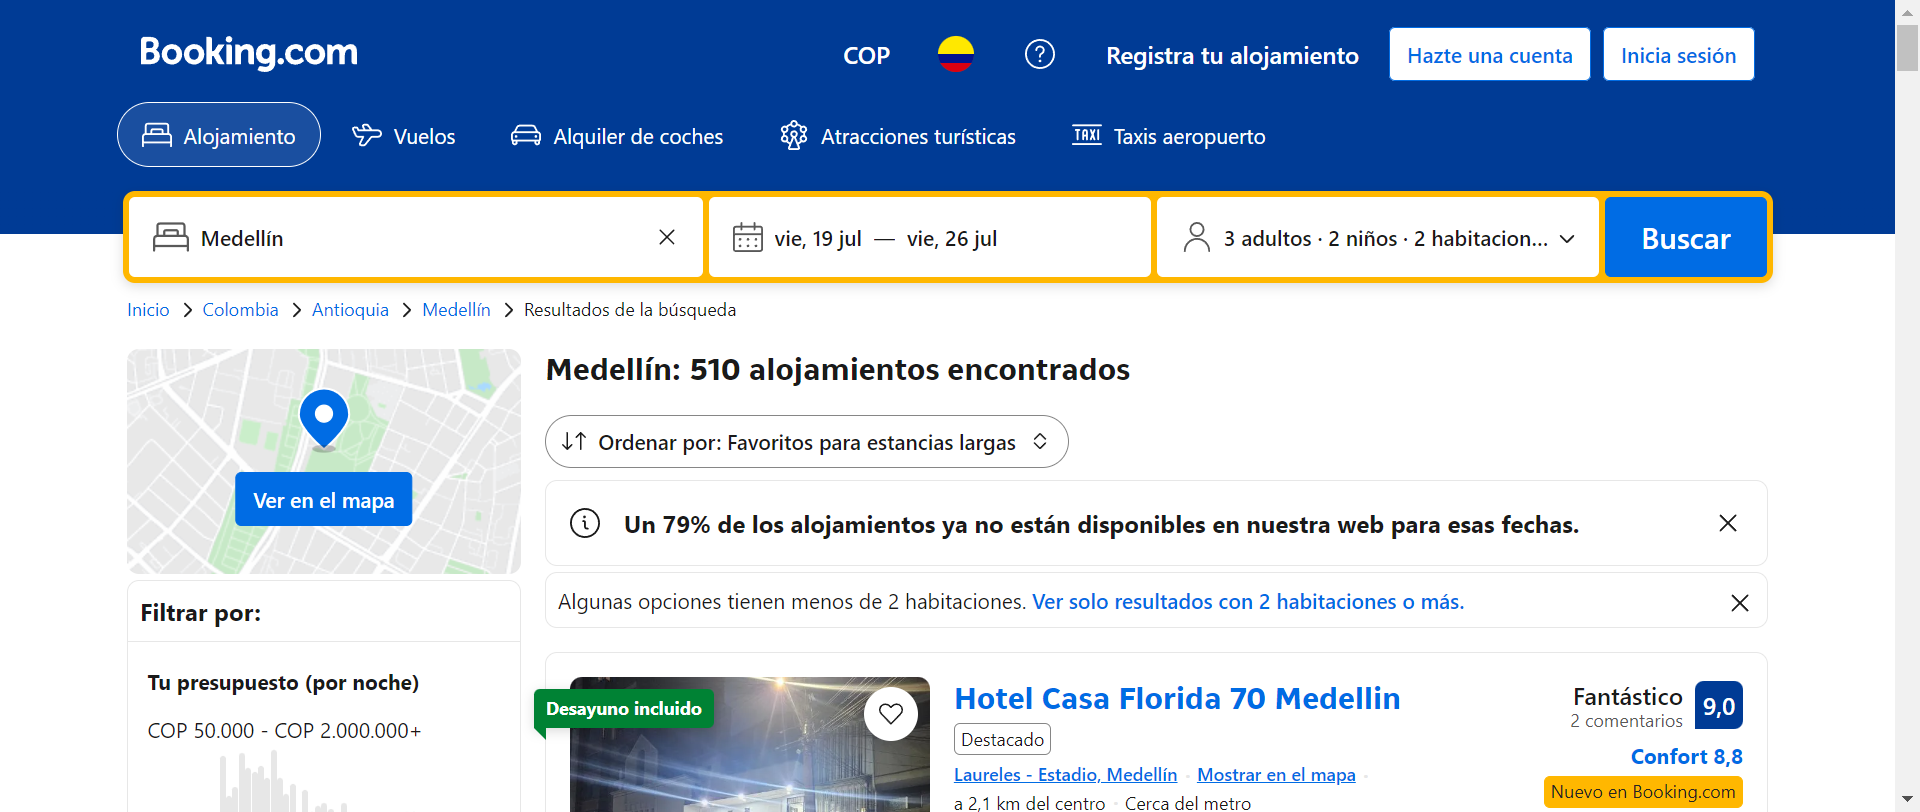 Booking.com
COP
Registra tu alojamiento
Hazte una cuenta
Inicia sesión
Alojamiento
Vuelos
Alquiler de coches
Atracciones turísticas
TAXI
Taxis aeropuerto
Medellín
vie, 19 jul — vie, 26 jul
3 adultos · 2 niños · 2 habitacion...
Buscar
Inicio > Colombia > Antioquia > Medellín > Resultados de la búsqueda
Ver en el mapa
Filtrar por:
Tu presupuesto (por noche)
COP 50.000 - COP 2.000.000+
Medellín: 510 alojamientos encontrados
Ordenar por: Favoritos para estancias largas
Un 79% de los alojamientos ya no están disponibles en nuestra web para esas fechas.
Algunas opciones tienen menos de 2 habitaciones. Ver solo resultados con 2 habitaciones o más.
Desayuno incluido
Hotel Casa Florida 70 Medellin
Destacado
Laureles - Estadio, Medellín · Mostrar en el mapa ·
a 2,1 km del centro · Cerca del metro
Fantástico
2 comentarios
9,0
Confort 8,8
Nuevo en Booking.com